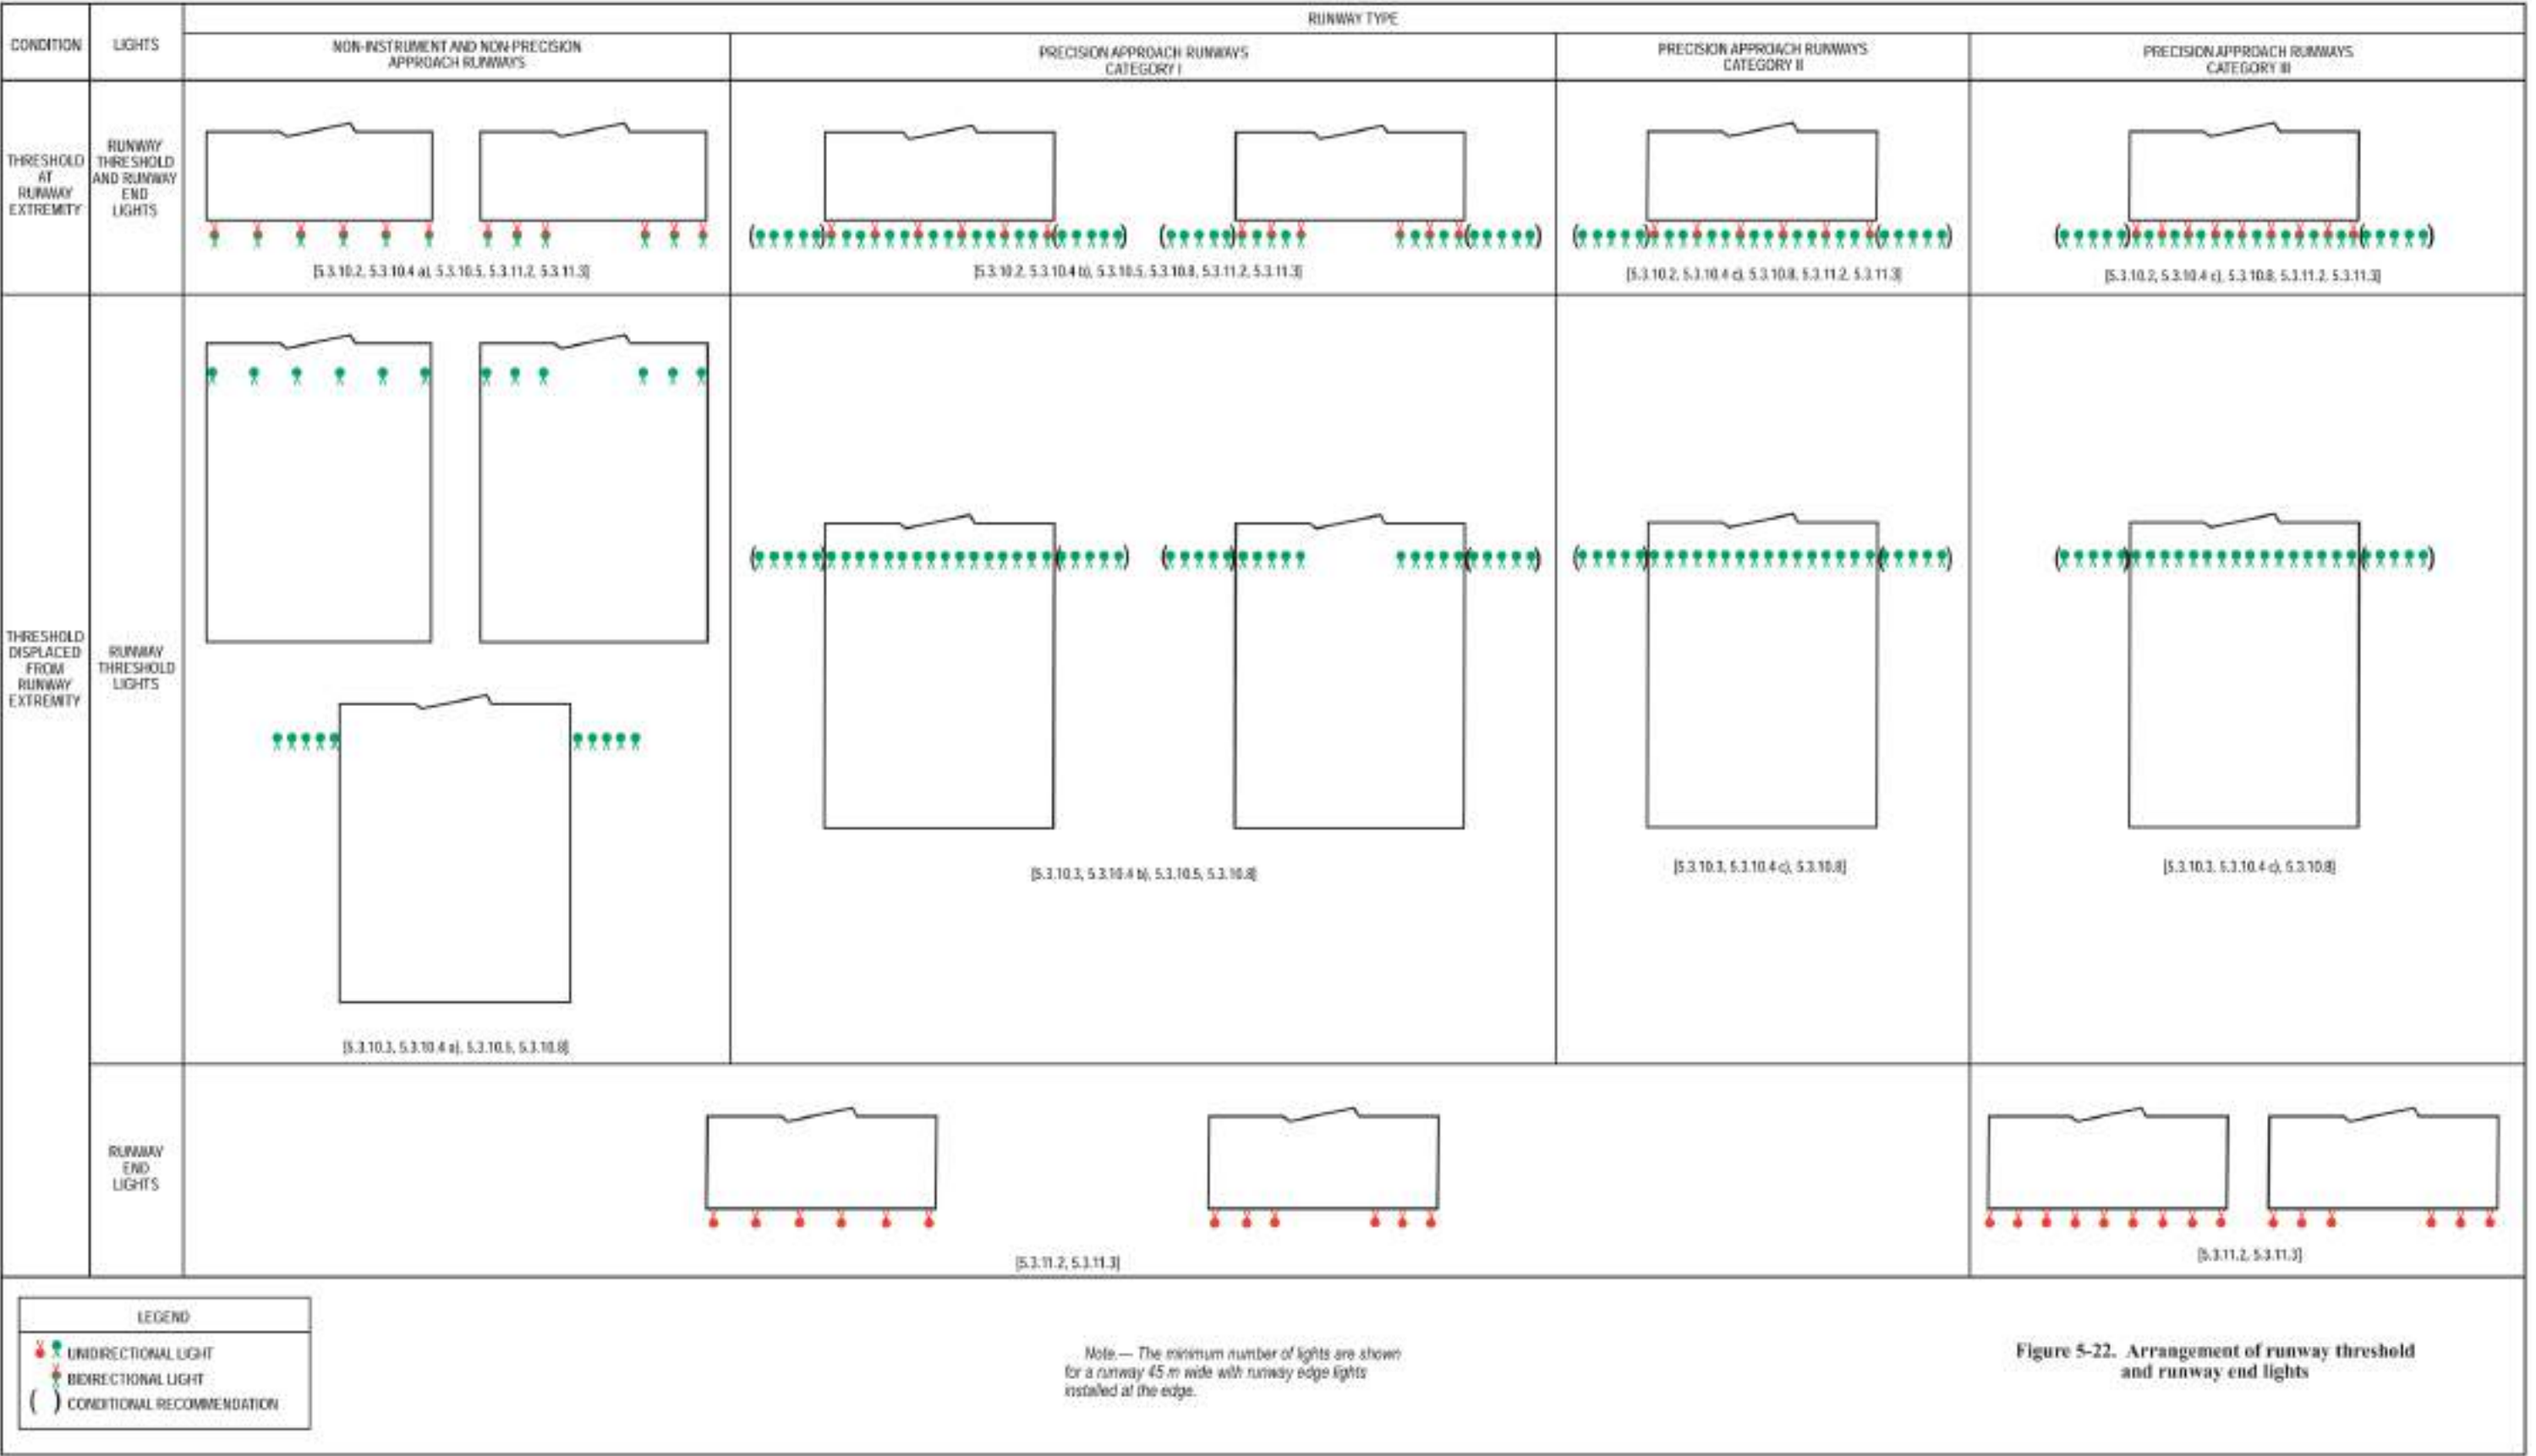 RUNWAY TYPE
CONDITION
LIGHTS
NON-INSTRUMENT AND NON-PRECISION
APPROACH RUNWAYS
PRECISION APPROACH RUNWAYS
CATEGORY I
PRECISION APPROACH RUNWAYS
CATEGORY II
PRECISION APPROACH RUNWAYS
CATEGORY III
THRESHOLD
AT
RUNWAY
EXTREMITY
RUNWAY
THRESHOLD
AND RUNWAY
END
LIGHTS
[5.3.10.2, 5.3.10.4 a), 5.3.10.5, 5.3.11.2, 5.3.11.3]
[5.3.10.2, 5.3.10.4 b), 5.3.10.5, 5.3.10.8, 5.3.11.2, 5.3.11.3]
[5.3.10.2, 5.3.10.4 c), 5.3.10.8, 5.3.11.2, 5.3.11.3]
[5.3.10.2, 5.3.10.4 c), 5.3.10.8, 5.3.11.2, 5.3.11.3]
THRESHOLD
DISPLACED
FROM
RUNWAY
EXTREMITY
RUNWAY
THRESHOLD
LIGHTS
[5.3.10.3, 5.3.10.4 a), 5.3.10.5, 5.3.10.8]
[5.3.10.3, 5.3.10.4 b), 5.3.10.5, 5.3.10.8]
[5.3.10.3, 5.3.10.4 c), 5.3.10.8]
[5.3.10.3, 5.3.10.4 c), 5.3.10.8]
RUNWAY
END
LIGHTS
[5.3.11.2, 5.3.11.3]
[5.3.11.2, 5.3.11.3]
LEGEND
UNIDIRECTIONAL LIGHT
BIDIRECTIONAL LIGHT
( ) CONDITIONAL RECOMMENDATION
Note.— The minimum number of lights are shown
for a runway 45 m wide with runway edge lights
installed at the edge.
Figure 5-22. Arrangement of runway threshold
and runway end lights